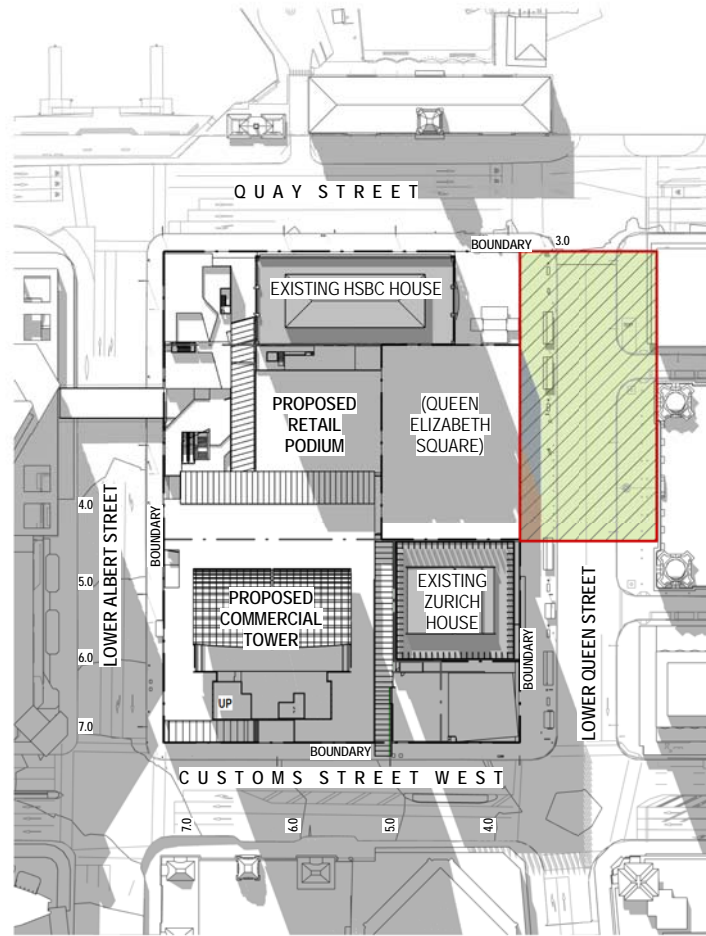 QUAY STREET
BOUNDARY
3.0
EXISTING HSBC HOUSE
PROPOSED
RETAIL
PODIUM
(QUEEN
ELIZABETH
SQUARE)
4.0
BOUNDARY
LOWER ALBERT STREET
5.0
PROPOSED
COMMERCIAL
TOWER
EXISTING
ZURICH
HOUSE
BOUNDARY
LOWER QUEEN STREET
6.0
UP
7.0
BOUNDARY
CUSTOMS STREET WEST
7.0
6.0
5.0
4.0